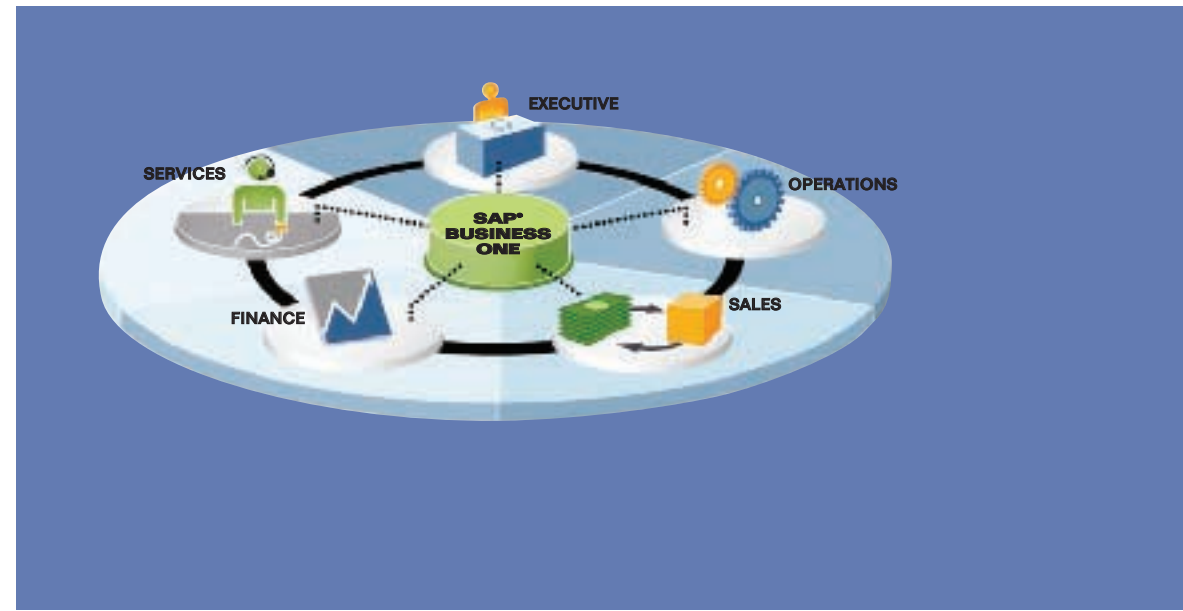 EXECUTIVE
SERVICES
OPERATIONS
SAP®
BUSINESS
ONE
FINANCE
SALES